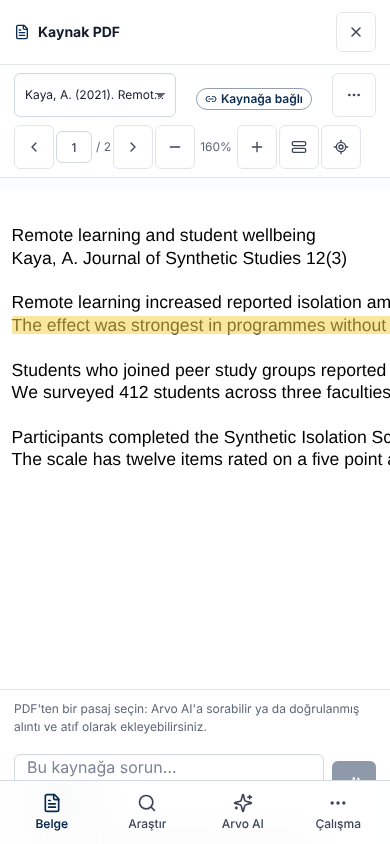 Kaynak PDF
Kaya, A. (2021). Remot...
Kaynağa bağlı
1 / 2
160%
Remote learning and student wellbeing
Kaya, A. Journal of Synthetic Studies 12(3)
Remote learning increased reported isolation am
The effect was strongest in programmes without
Students who joined peer study groups reported
We surveyed 412 students across three faculties
Participants completed the Synthetic Isolation Sc
The scale has twelve items rated on a five point a
PDF'ten bir pasaj seçin: Arvo AI'a sorabilir ya da doğrulanmış
alıntı ve atıf olarak ekleyebilirsiniz.
Bu kaynağa sorun...
Belge
Araştır
Arvo AI
Çalışma